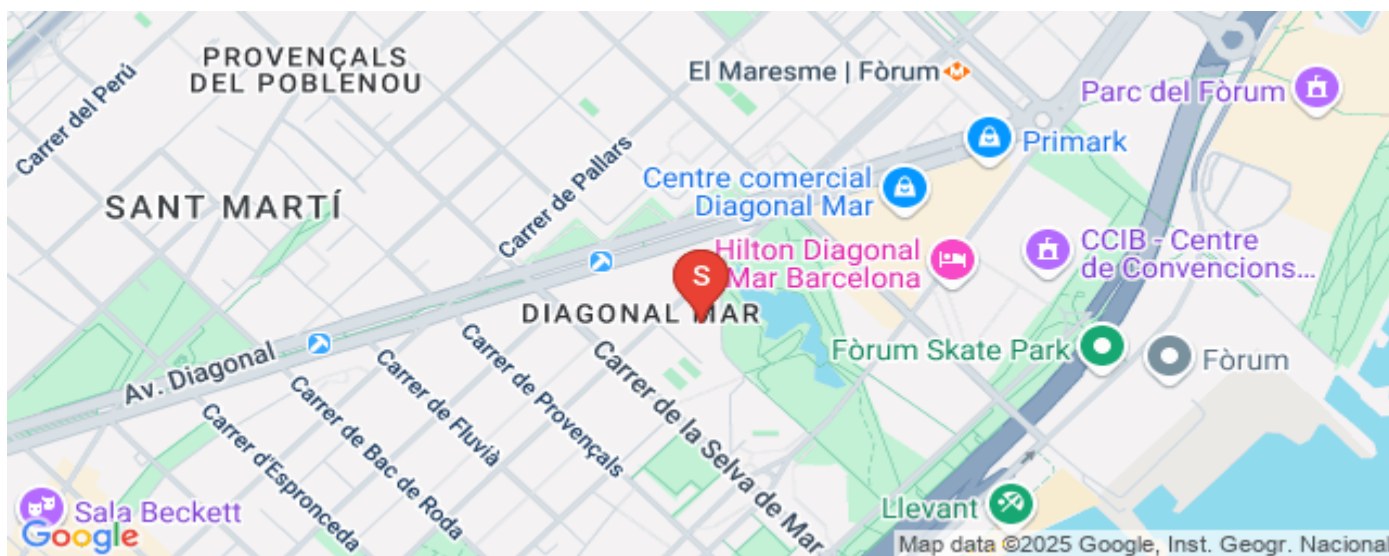 PROVENÇALS
DEL POBLENOU
El Maresme | Fòrum
Parc del Fòrum
Carrer del Perú
Primark
Carrer de Pallars
Centre comercial
Diagonal Mar
SANT MARTÍ
Hilton Diagonal
Mar Barcelona
CCIB - Centre
de Convencions...
S
DIAGONAL MAR
Fòrum Skate Park
Fòrum
Av. Diagonal
Carrer de Provençals
Carrer de Fluvià
Carrer de la Selva de Mar
Carrer de Bac de Roda
Carrer d'Espronceda
Sala Beckett
Llevant
Google
Map data ©2025 Google, Inst. Geogr. Nacional